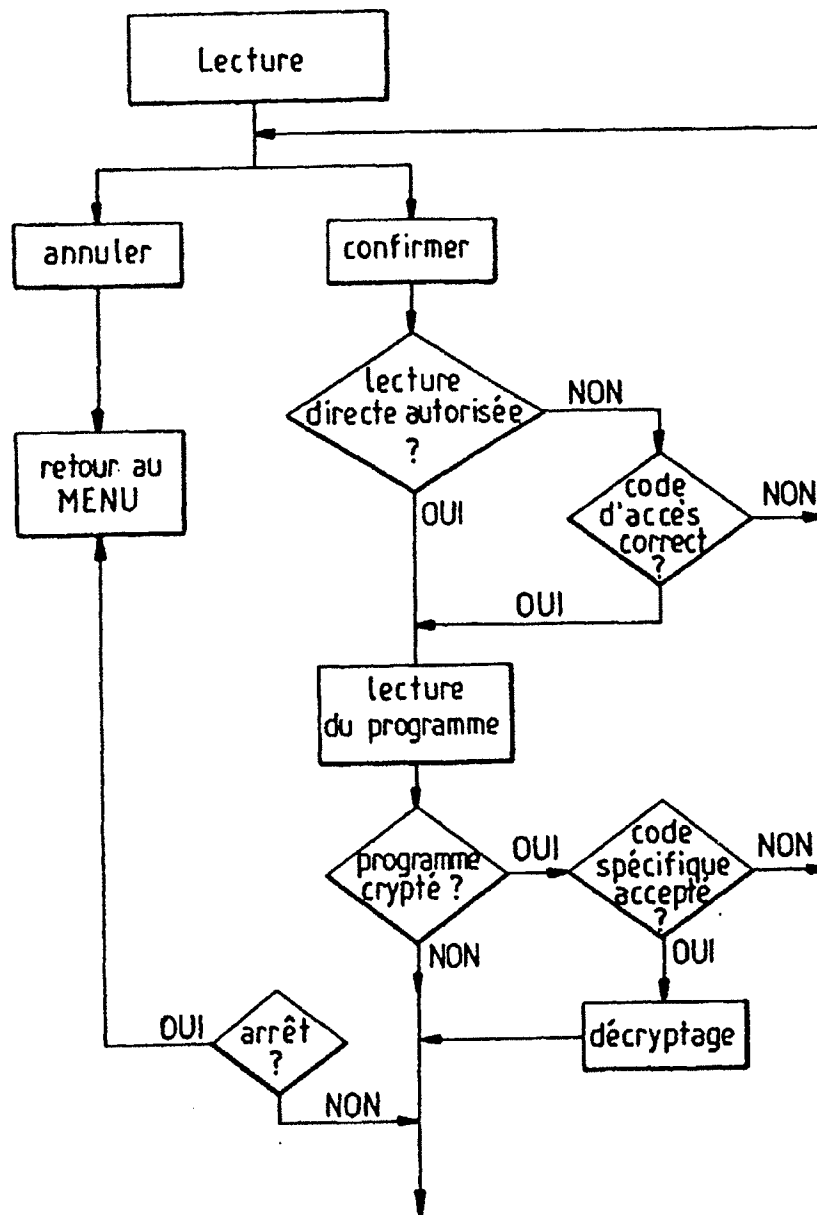 Lecture
annuler
confirmer
lecture
directe autorisée
?
NON
OUI
retour au
MENU
code
d'accès
correct
?
NON
OUI
lecture
du programme
programme
crypté ?
OUI
code
spécifique
accepté
?
NON
NON
OUI
OUI
arrêt
?
décryptage
NON